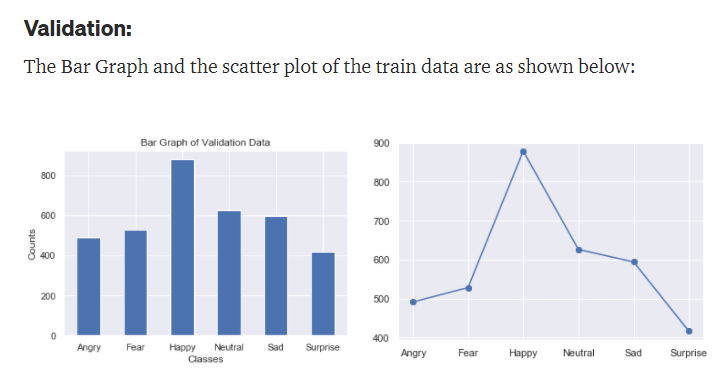 Validation:
The Bar Graph and the scatter plot of the train data are as shown below:
Bar Graph of Validation Data
800
600
400
200
0
Counts
Angry Fear Happy Neutral Sad Surprise
Classes
900
800
700
600
500
400
Angry Fear Happy Neutral Sad Surprise